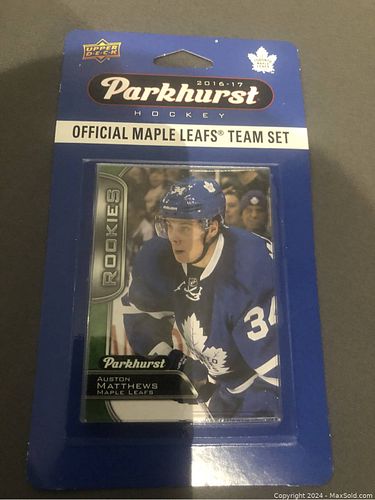 UPPER
DECK
2016-17
Parkhurst
HOCKEY
OFFICIAL MAPLE LEAFS® TEAM SET
ROOKIES
34
34
Parkhurst
AUSTON
MATTHEWS
MAPLE LEAFS
Copyright 2024 - MaxSold.com